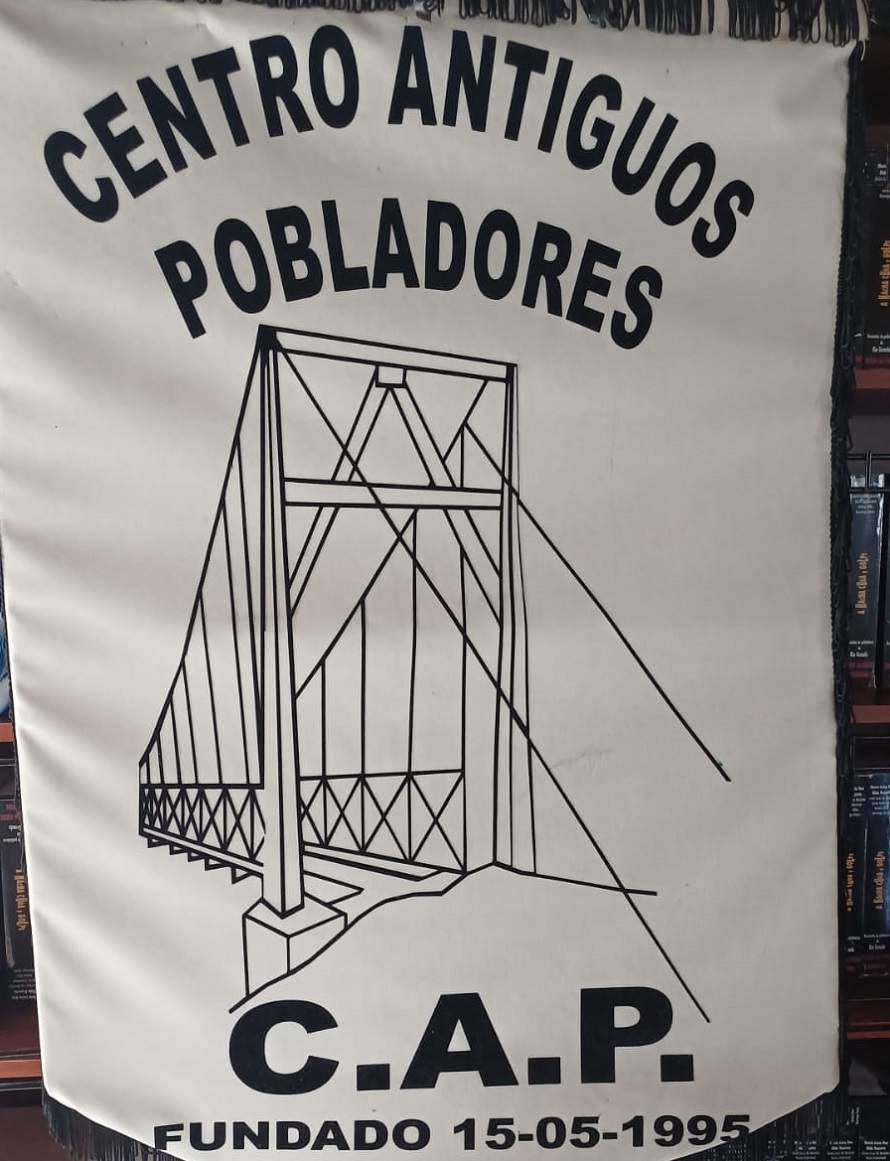 CENTRO ANTIGUOS
POBLADORES
C.A.P.
FUNDADO 15-05-1995